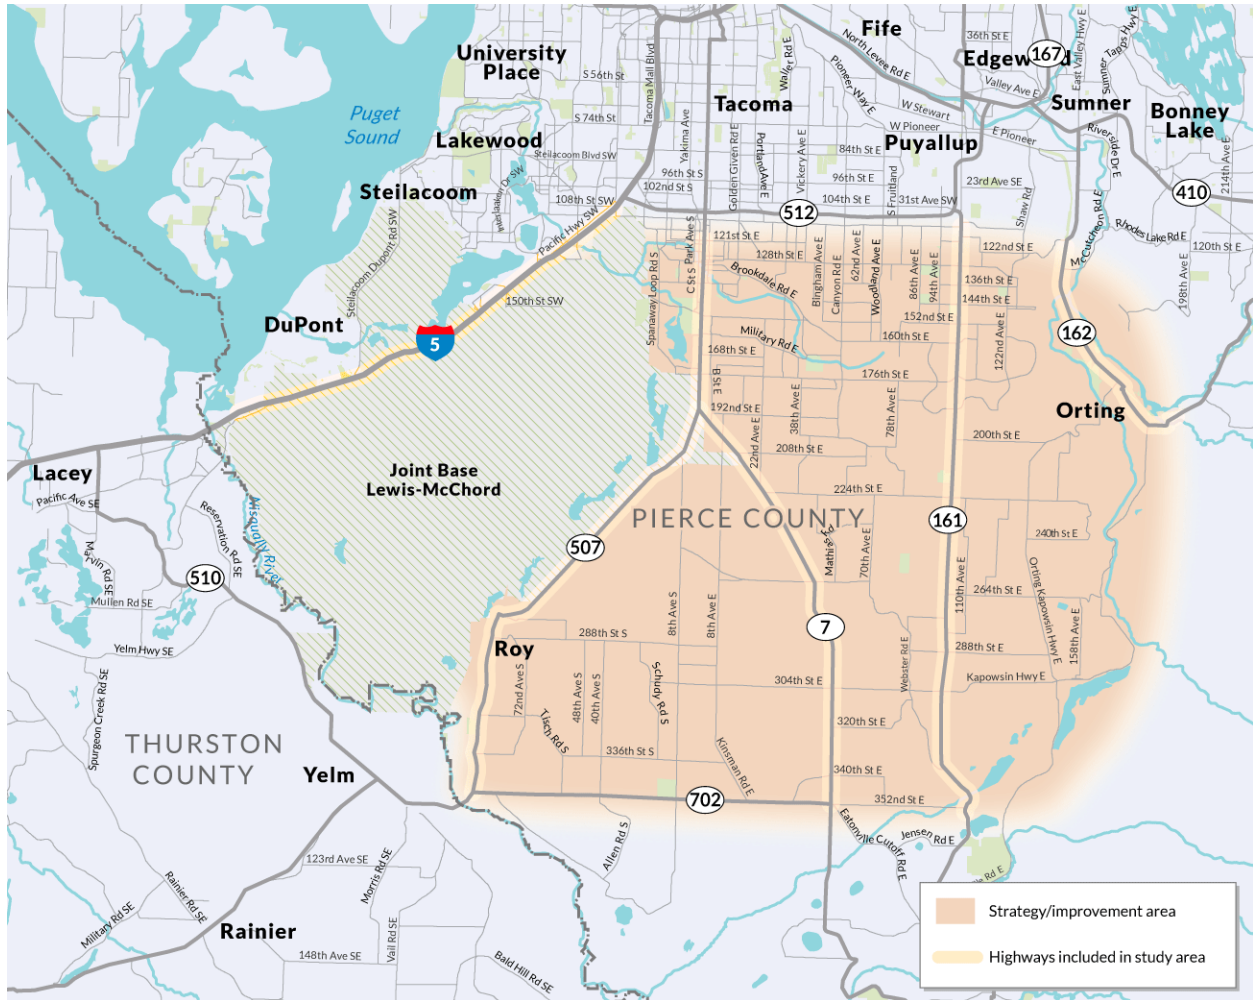 Fife
36th St E
Edgew
d
167
East Valley Hwy E
Sumner Tapps Hwy E
University
Place
S 56th St
Tacoma Mall Blvd
Waller Rd E
North Levee Rd E
Pioneer Way E
Valley Ave E
Puget
Sound
S 74th St
Tacoma
W Stewart
Sumner
Bonney
Lake
Lakewood
W Pioneer
E Pioneer
Riverside Dr E
Steilacoom Blvd SW
Yakima Ave
Golden Given Rd E
Portland Ave E
Vickery Ave E
84th St E
Puyallup
214th Ave E
Steilacoom
Interlaaken Dr SW
96th St S
102nd St S
96th St E
S Fruitland
23rd Ave SE
Shaw Rd
410
108th St SW
104th St E
31st Ave SW
512
McCutcheon Rd E
Rhodes Lake Rd E
Pacific Hwy SW
Steilacoom Dupont Rd SW
Park Ave S
C St S
121st St E
128th St E
122nd St E
120th St E
Spanaway Loop Rd S
Brookdale Rd E
Bingham Ave E
Canyon Rd E
62nd Ave E
Woodland Ave E
86th Ave E
94th Ave E
136th St E
144th St E
198th Ave E
150th St SW
152nd St E
DuPont
5
Military Rd E
160th St E
122nd Ave E
162
168th St E
176th St E
B St E
192nd St E
38th Ave E
78th Ave E
Orting
22nd Ave E
208th St E
200th St E
Lacey
Joint Base
Lewis-McChord
224th St E
Pacific Ave SE
Reservation Rd SE
Nisqually River
PIERCE COUNTY
161
Marvin Rd SE
507
Mathias Rd
70th Ave E
240th St E
510
Mullen Rd SE
110th Ave E
264th St E
Orting Kapowsin Hwy E
8th Ave S
8th Ave E
7
158th Ave E
Yelm Hwy SE
Roy
288th St S
288th St E
Spurgeon Creek Rd SE
72nd Ave S
48th Ave S
40th Ave S
Schudy Rd S
304th St E
Webster Rd E
Kapowsin Hwy E
Tisch Rd S
320th St E
THURSTON
COUNTY
336th St S
Kinsman Rd E
340th St E
Yelm
702
352nd St E
Allen Rd S
Eatonville Cutoff Rd E
Jensen Rd E
123rd Ave SE
Morris Rd SE
Rainier Rd SE
Rd E
Military Rd SE
Rainier
Vail Rd SE
148th Ave SE
Bald Hill Rd SE
Strategy/improvement area
Highways included in study area